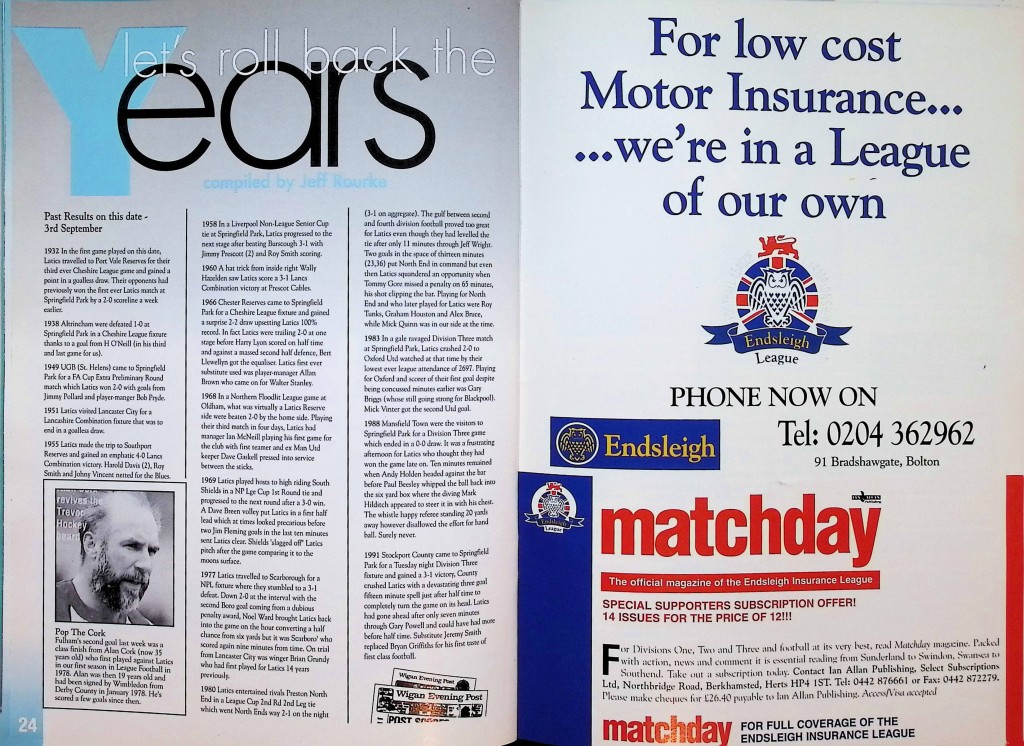 let's roll back the
Years
compiled by Jeff Rourke
Past Results on this date -
3rd September
1932 In the first game played on this date,
Latics travelled to Port Vale Reserves for their
third ever Cheshire League game and gained a
point in a goalless draw. Their opponents had
previously won the first ever Latics match at
Springfield Park by a 2-0 scoreline a week
earlier.
1938 Altrincham were defeated 1-0 at
Springfield Park in a Cheshire League fixture
thanks to a goal from H O'Neill (in his third
and last game for us).
1949 UGB (St. Helens) came to Springfield
Park for a FA Cup Extra Preliminary Round
match which Latics won 2-0 with goals from
Jimmy Pollard and player-manger Bob Pryde.
1951 Latics visited Lancaster City for a
Lancashire Combination fixture that was to
end in a goalless draw.
1955 Latics made the trip to Southport
Reserves and gained an emphatic 4-0 Lancs
Combination victory. Harold Davis (2), Roy
Smith and Johny Vincent netted for the Blues.
revives the
Trevor
Hockey
beard
Pop The Cork
Fulham's second goal last week was a
class finish from Alan Cork (now 35
years old) who first played against Latics
in our first season in League Football in
1978. Alan was then 19 years old and
had been signed by Wimbledon from
Derby County in January 1978. He's
scored a few goals since then.
24
1958 In a Liverpool Non-League Senior Cup
tie at Springfield Park, Latics progressed to the
next stage after beating Burscough 3-1 with
Jimmy Prescott (2) and Roy Smith scoring.
1960 A hat trick from inside right Wally
Hazelden saw Latics score a 3-1 Lancs
Combination victory at Prescot Cables.
1966 Chester Reserves came to Springfield
Park for a Cheshire League fixture and gained
a surprise 2-2 draw upsetting Latics 100%
record. In fact Latics were trailing 2-0 at one
stage before Harry Lyon scored on half time
and against a massed second half defence, Bert
Llewellyn got the equaliser. Latics first ever
substitute used was player-manager Allan
Brown who came on for Walter Stanley.
1968 In a Northern Floodlit League game at
Oldham, what was virtually a Latics Reserve
side were beaten 2-0 by the home side. Playing
their third match in four days, Latics had
manager Ian McNeill playing his first game for
the club with first teamer and ex Man Utd
keeper Dave Gaskell pressed into service
between the sticks.
1969 Latics played hosts to high riding South
Shields in a NP Lge Cup 1st Round tie and
progressed to the next round after a 3-0 win.
A Dave Breen volley put Latics in a first half
lead which at times looked precarious before
two Jim Fleming goals in the last ten minutes
sent Latics clear. Shields 'slagged off' Latics
pitch after the game comparing it to the
moons surface.
1977 Latics travelled to Scarborough for a
NPL fixture where they stumbled to a 3-1
defeat. Down 2-0 at the interval with the
second Boro goal coming from a dubious
penalty award, Noel Ward brought Latics back
into the game on the hour converting a half
chance from six yards but it was Scarboro' who
scored again nine minutes from time. On trial
from Lancaster City was winger Brian Grundy
who had first played for Latics 14 years
previously.
1980 Latics entertained rivals Preston North
End in a League Cup 2nd Rd 2nd Leg tie
which went North Ends way 2-1 on the night
(3-1 on aggregate). The gulf between second
and fourth division football proved too great
for Latics even though they had levelled the
tie after only 11 minutes through Jeff Wright.
Two goals in the space of thirteen minutes
(23,36) put North End in command but even
then Latics squandered an opportunity when
Tommy Gore missed a penalty on 65 minutes,
his shot clipping the bar. Playing for North
End and who later played for Latics were Roy
Tunks, Graham Houston and Alex Bruce,
while Mick Quinn was in our side at the time.
1983 In a gale ravaged Division Three match
at Springfield Park, Latics crashed 2-0 to
Oxford Utd watched at that time by their
lowest ever league attendance of 2697. Playing
for Oxford and scorer of their first goal despite
being concussed minutes earlier was Gary
Briggs (whose still going strong for Blackpool).
Mick Vinter got the second Utd goal.
1988 Mansfield Town were the visitors to
Springfield Park for a Division Three game
which ended in a 0-0 draw. It was a frustrating
afternoon for Latics who thought they had
won the game late on. Ten minutes remained
when Andy Holden headed against the bar
before Paul Beesley whipped the ball back into
the six yard box where the diving Mark
Hilditch appeared to steer it in with his chest.
The whistle happy referee standing 20 yards
away however disallowed the effort for hand
ball. Surely never.
1991 Stockport County came to Springfield
Park for a Tuesday night Division Three
fixture and gained a 3-1 victory, County
crushed Latics with a devastating three goal
fifteen minute spell just after half time to
completely turn the game on its head. Latics
had gone ahead after only seven minutes
through Gary Powell and could have had more
before half time. Substitute Jeremy Smith
replaced Bryan Griffiths for his first taste of
first class football.
Wigan Evening Post
Wigan Evening Post
For low cost
Motor Insurance...
...we're in a League
of our own
Endsleigh
League
PHONE NOW ON
Endsleigh
Tel: 0204 362962
91 Bradshawgate, Bolton
Endsleigh
League
matchday
The official magazine of the Endsleigh Insurance League
SPECIAL SUPPORTERS SUBSCRIPTION OFFER!
14 ISSUES FOR THE PRICE OF 12!!!
For Divisions One, Two and Three and football at its very best, read Matchday magazine. Packed
with action, news and comment it is essential reading from Sunderland to Swindon, Swansea to
Southend. Take out a subscription today. Contact Ian Allan Publishing, Select Subscriptions
Ltd, Northbridge Road, Berkhamsted, Herts HP4 1ST. Tel: 0442 876661 or Fax: 0442 872279.
Please make cheques for £26.40 payable to Ian Allan Publishing. Access/Visa accepted
matchday FOR FULL COVERAGE OF THE
ENDSLEIGH INSURANCE LEAGUE